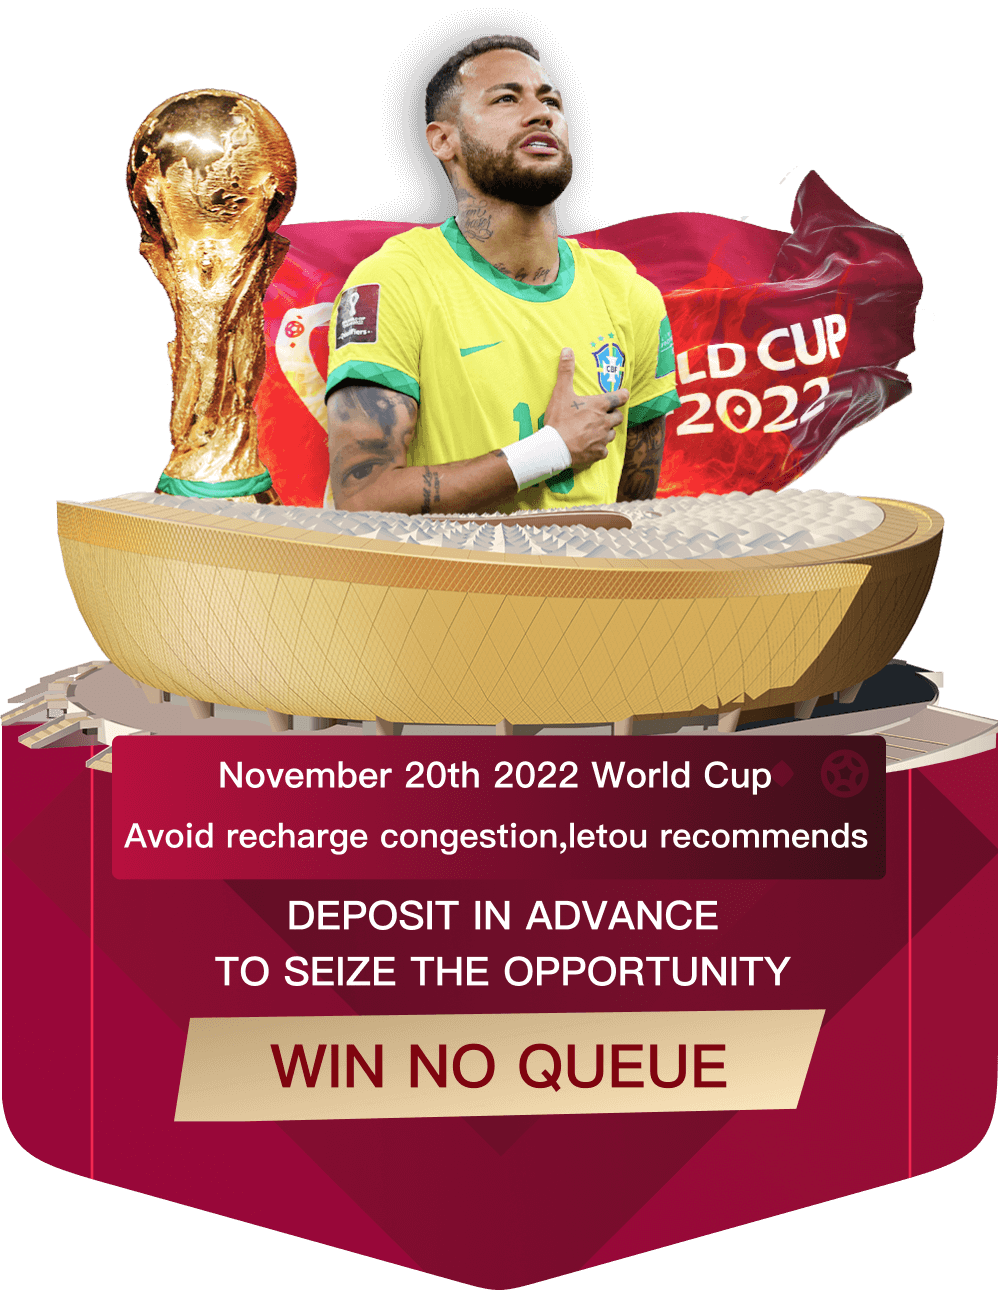 LD CUP
2022
CBF
November 20th 2022 World Cup
Avoid recharge congestion,letou recommends
DEPOSIT IN ADVANCE
TO SEIZE THE OPPORTUNITY
WIN NO QUEUE